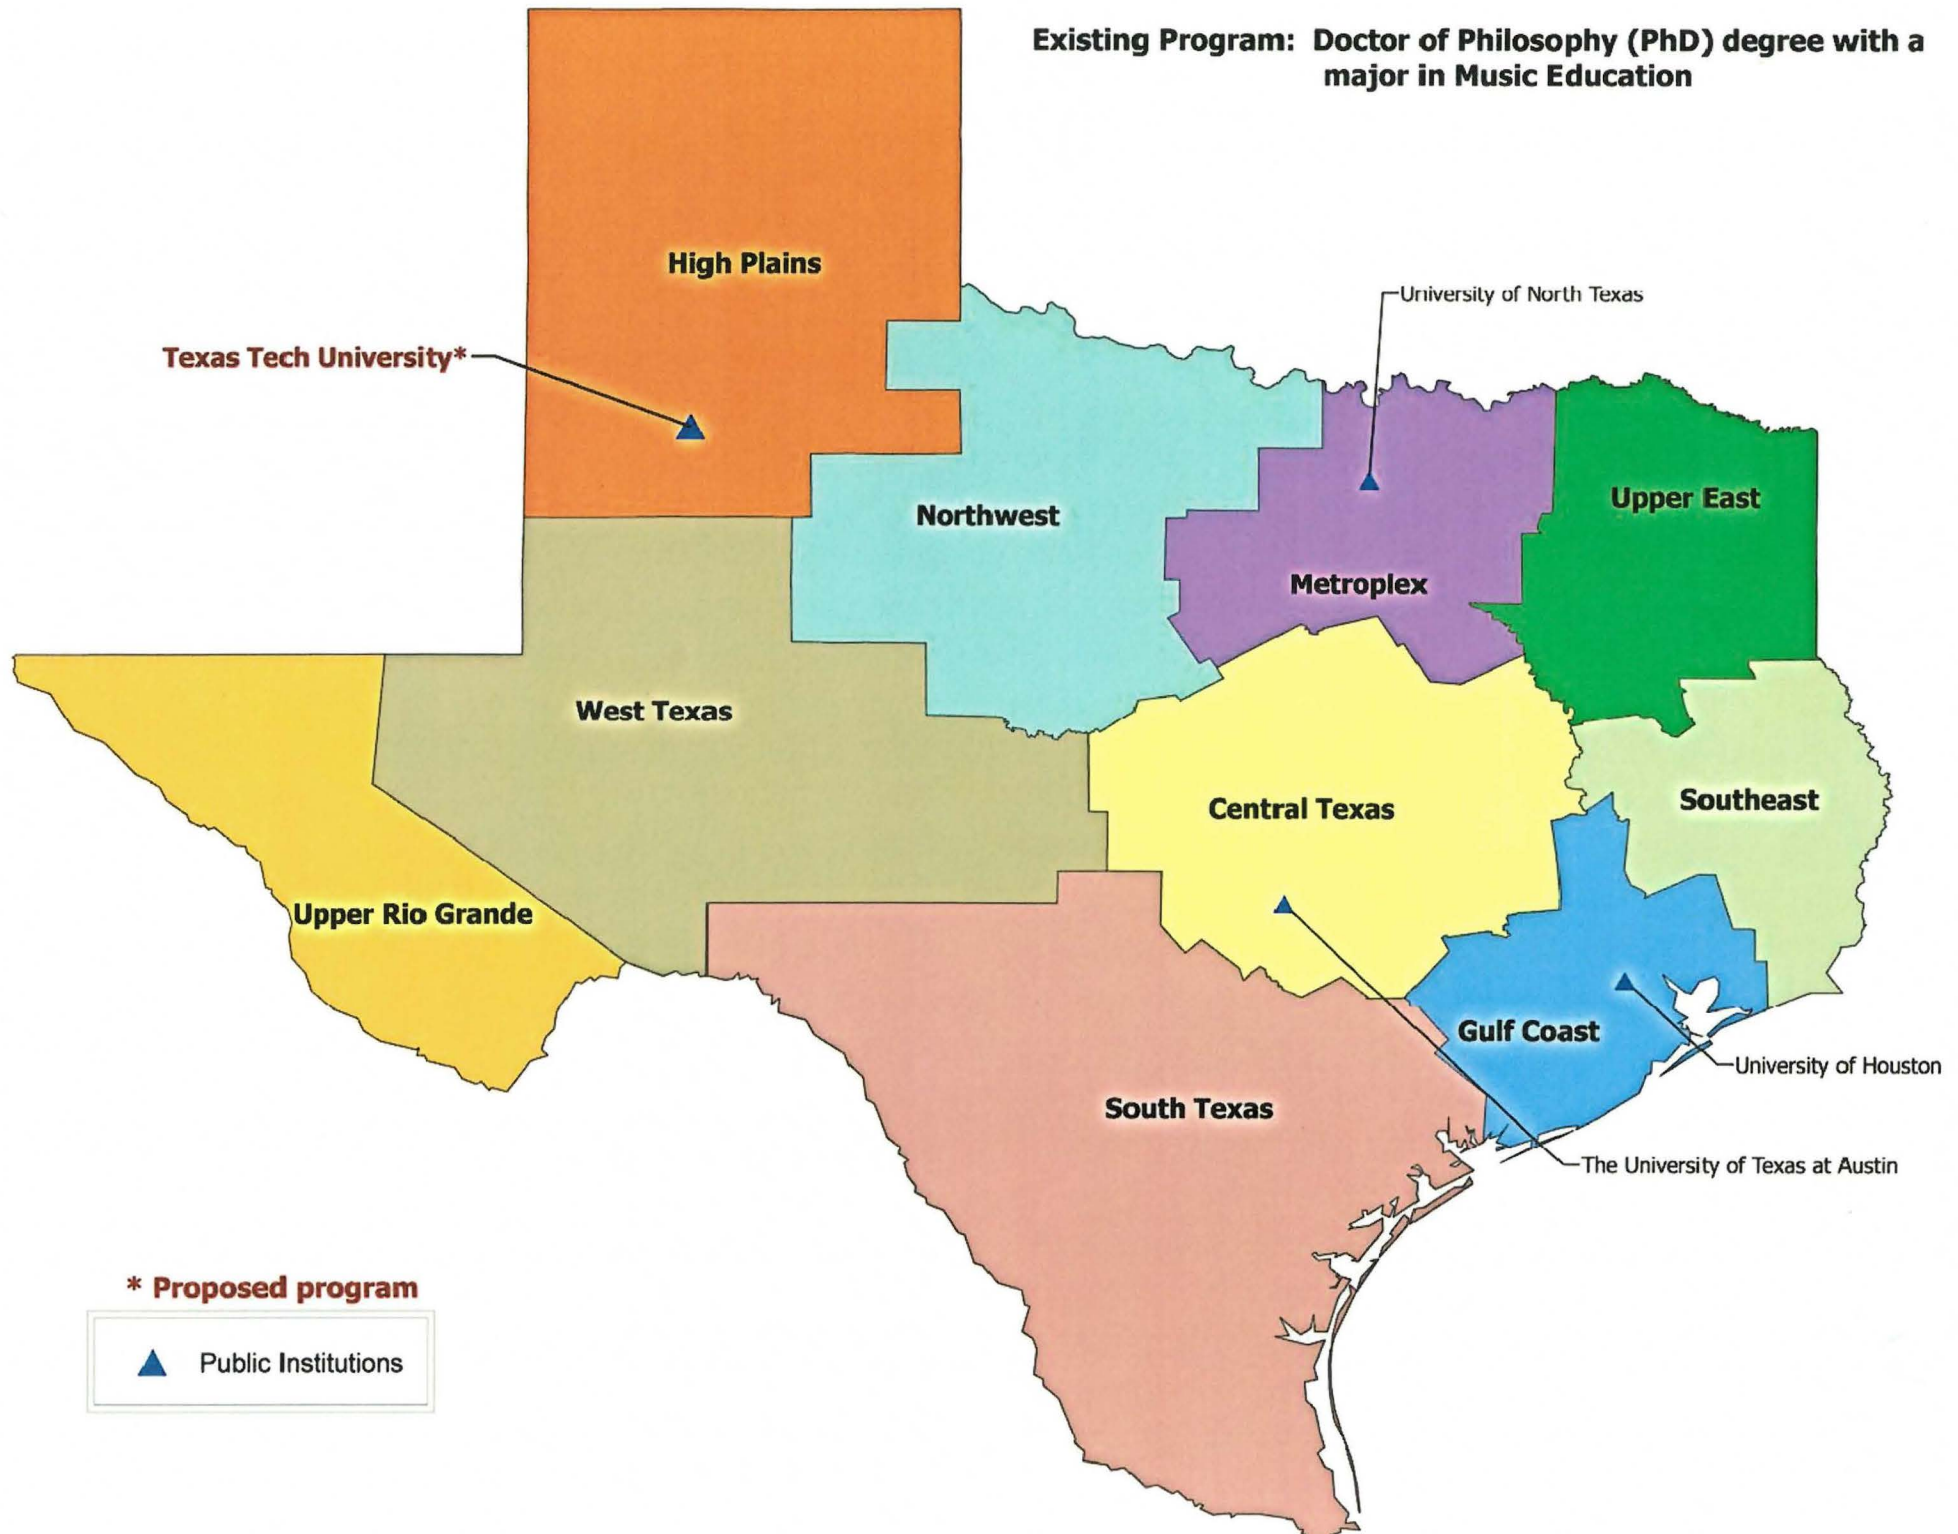 Existing Program: Doctor of Philosophy (PhD) degree with a
major in Music Education
High Plains
University of North Texas
Texas Tech University*
Upper East
Northwest
Metroplex
West Texas
Southeast
Central Texas
Upper Rio Grande
Gulf Coast
University of Houston
South Texas
The University of Texas at Austin
* Proposed program
Public Institutions